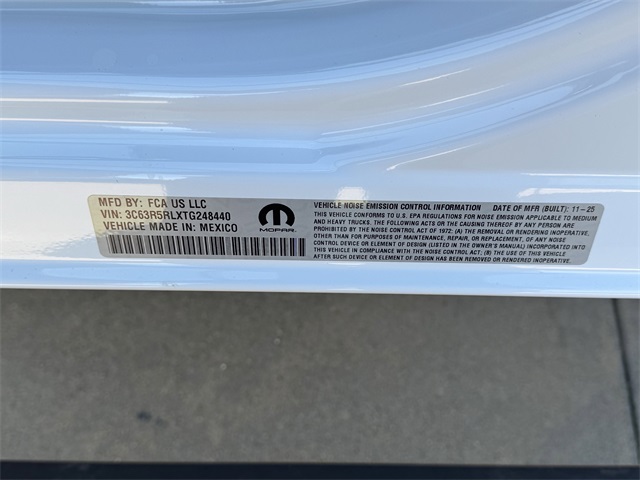 MFD BY: FCA US LLC
VIN: 3C63R5RLXTG248440
VEHICLE MADE IN: MEXICO
MOPAR.
VEHICLE NOISE EMISSION CONTROL INFORMATION DATE OF MFR (BUILT): 11-25
THIS VEHICLE CONFORMS TO U.S. EPA REGULATIONS FOR NOISE EMISSION APPLICABLE TO MEDIUM
AND HEAVY TRUCKS. THE FOLLOWING ACTS OR THE CAUSING THEREOF BY ANY PERSON ARE
PROHIBITED BY THE NOISE CONTROL ACT OF 1972: (A) THE REMOVAL OR RENDERING INOPERATIVE,
OTHER THAN FOR PURPOSES OF MAINTENANCE, REPAIR, OR REPLACEMENT, OF ANY NOISE
CONTROL DEVICE OR ELEMENT OF DESIGN (LISTED IN THE OWNER'S MANUAL) INCORPORATED INTO
THIS VEHICLE IN COMPLIANCE WITH THE NOISE CONTROL ACT; (B) THE USE OF THIS VEHICLE
AFTER SUCH DEVICE OR ELEMENT OF DESIGN HAS BEEN REMOVED OR RENDERED INOPERATIVE.